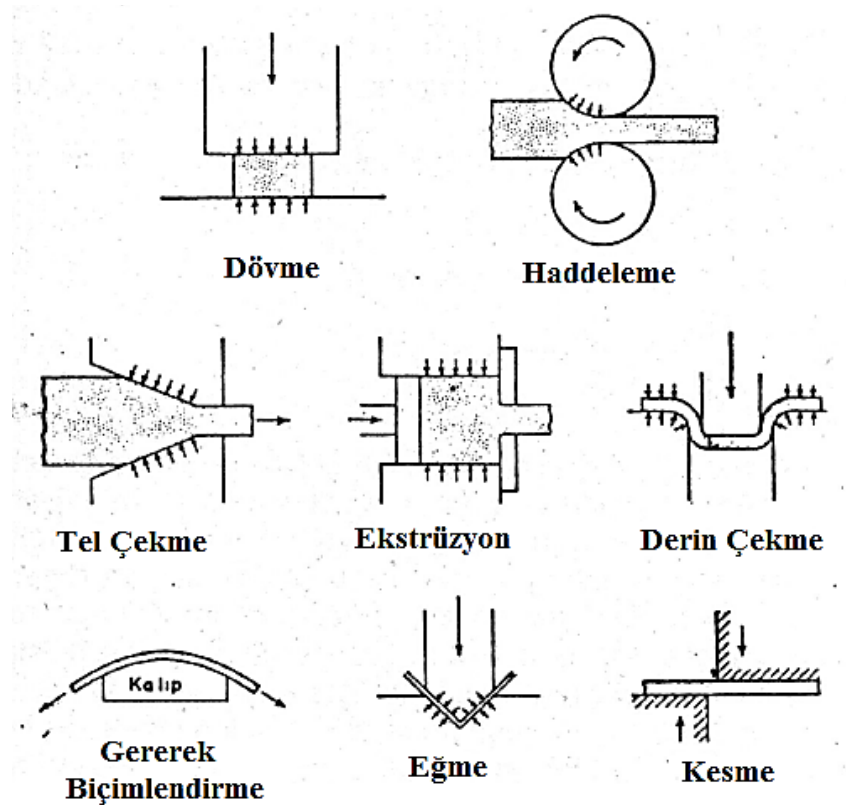 Dövme
Haddeleme
Tel Çekme
Ekstrüzyon
Derin Çekme
Kalıp
Gererek
Biçimlendirme
Eğme
Kesme